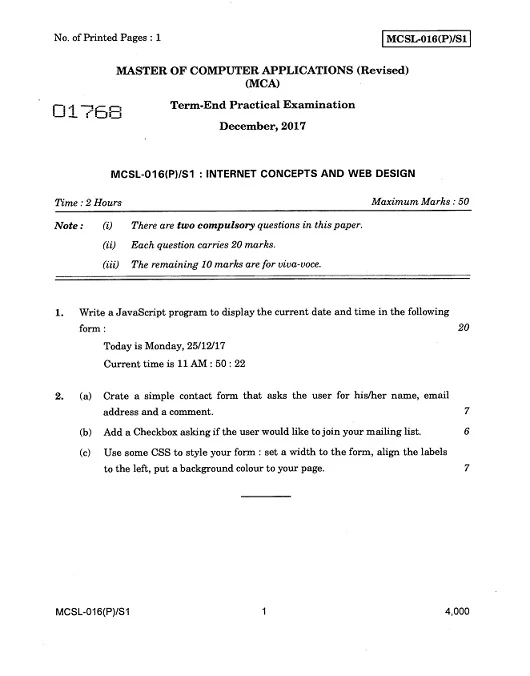 No. of Printed Pages : 1
MCSL-016(P)/S1
MASTER OF COMPUTER APPLICATIONS (Revised)
(MCA)
01768
Term-End Practical Examination
December, 2017
MCSL-016(P)/S1 : INTERNET CONCEPTS AND WEB DESIGN
Time : 2 Hours Maximum Marks : 50
Note : (i) There are two compulsory questions in this paper.
(ii) Each question carries 20 marks.
(iii) The remaining 10 marks are for viva-voce.
1. Write a JavaScript program to display the current date and time in the following
form : 20
Today is Monday, 25/12/17
Current time is 11 AM : 50 : 22
2. (a) Crate a simple contact form that asks the user for his/her name, email
address and a comment. 7
(b) Add a Checkbox asking if the user would like to join your mailing list. 6
(c) Use some CSS to style your form : set a width to the form, align the labels
to the left, put a background colour to your page. 7
MCSL-016(P)/S1 1 4,000